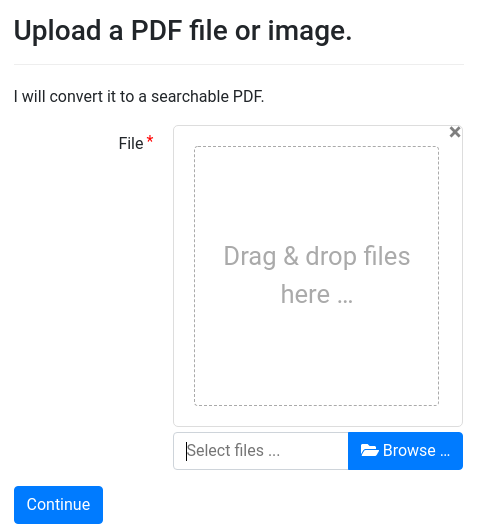 Upload a PDF file or image.
I will convert it to a searchable PDF.
File *
×
Drag & drop files
here …
Select files ...
Browse …
Continue